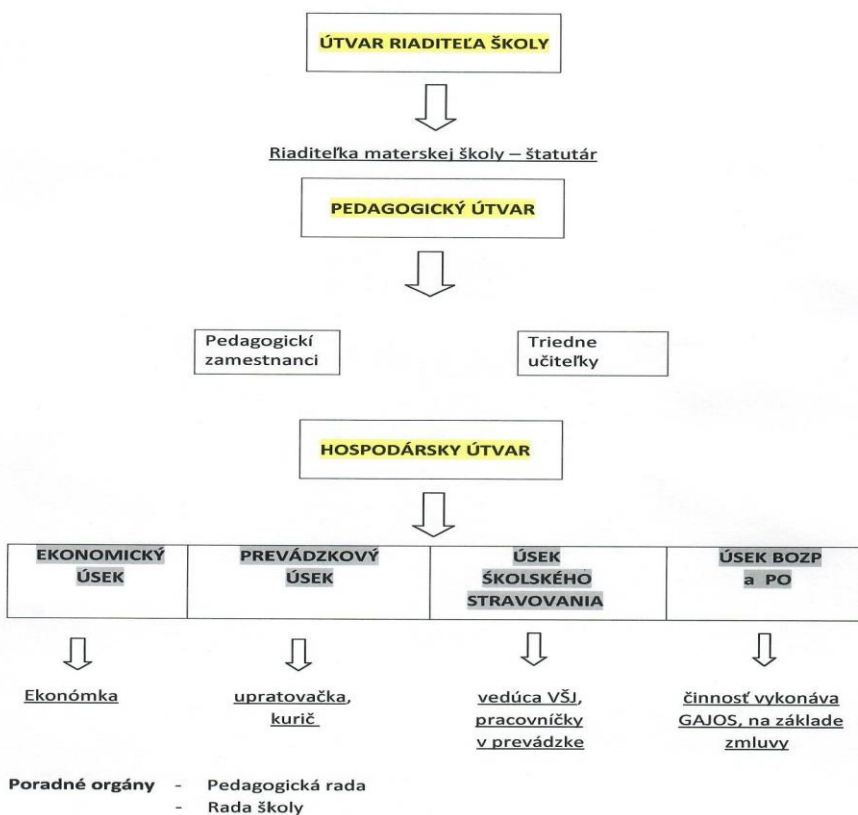 ÚTVAR RIADITEĽA ŠKOLY
Riaditeľka materskej školy – štatutár
PEDAGOGICKÝ ÚTVAR
Pedagogickí
zamestnanci
Triedne
učiteľky
HOSPODÁRSKY ÚTVAR
EKONOMICKÝ
ÚSEK
PREVÁDZKOVÝ
ÚSEK
ÚSEK
ŠKOLSKÉHO
STRAVOVANIA
ÚSEK BOZP
a PO
Ekonómka
upratovačka,
kurič
vedúca VŠJ,
pracovníčky
v prevádzke
činnosť vykonáva
GAJOS, na základe
zmluvy
Poradné orgány - Pedagogická rada
- Rada školy